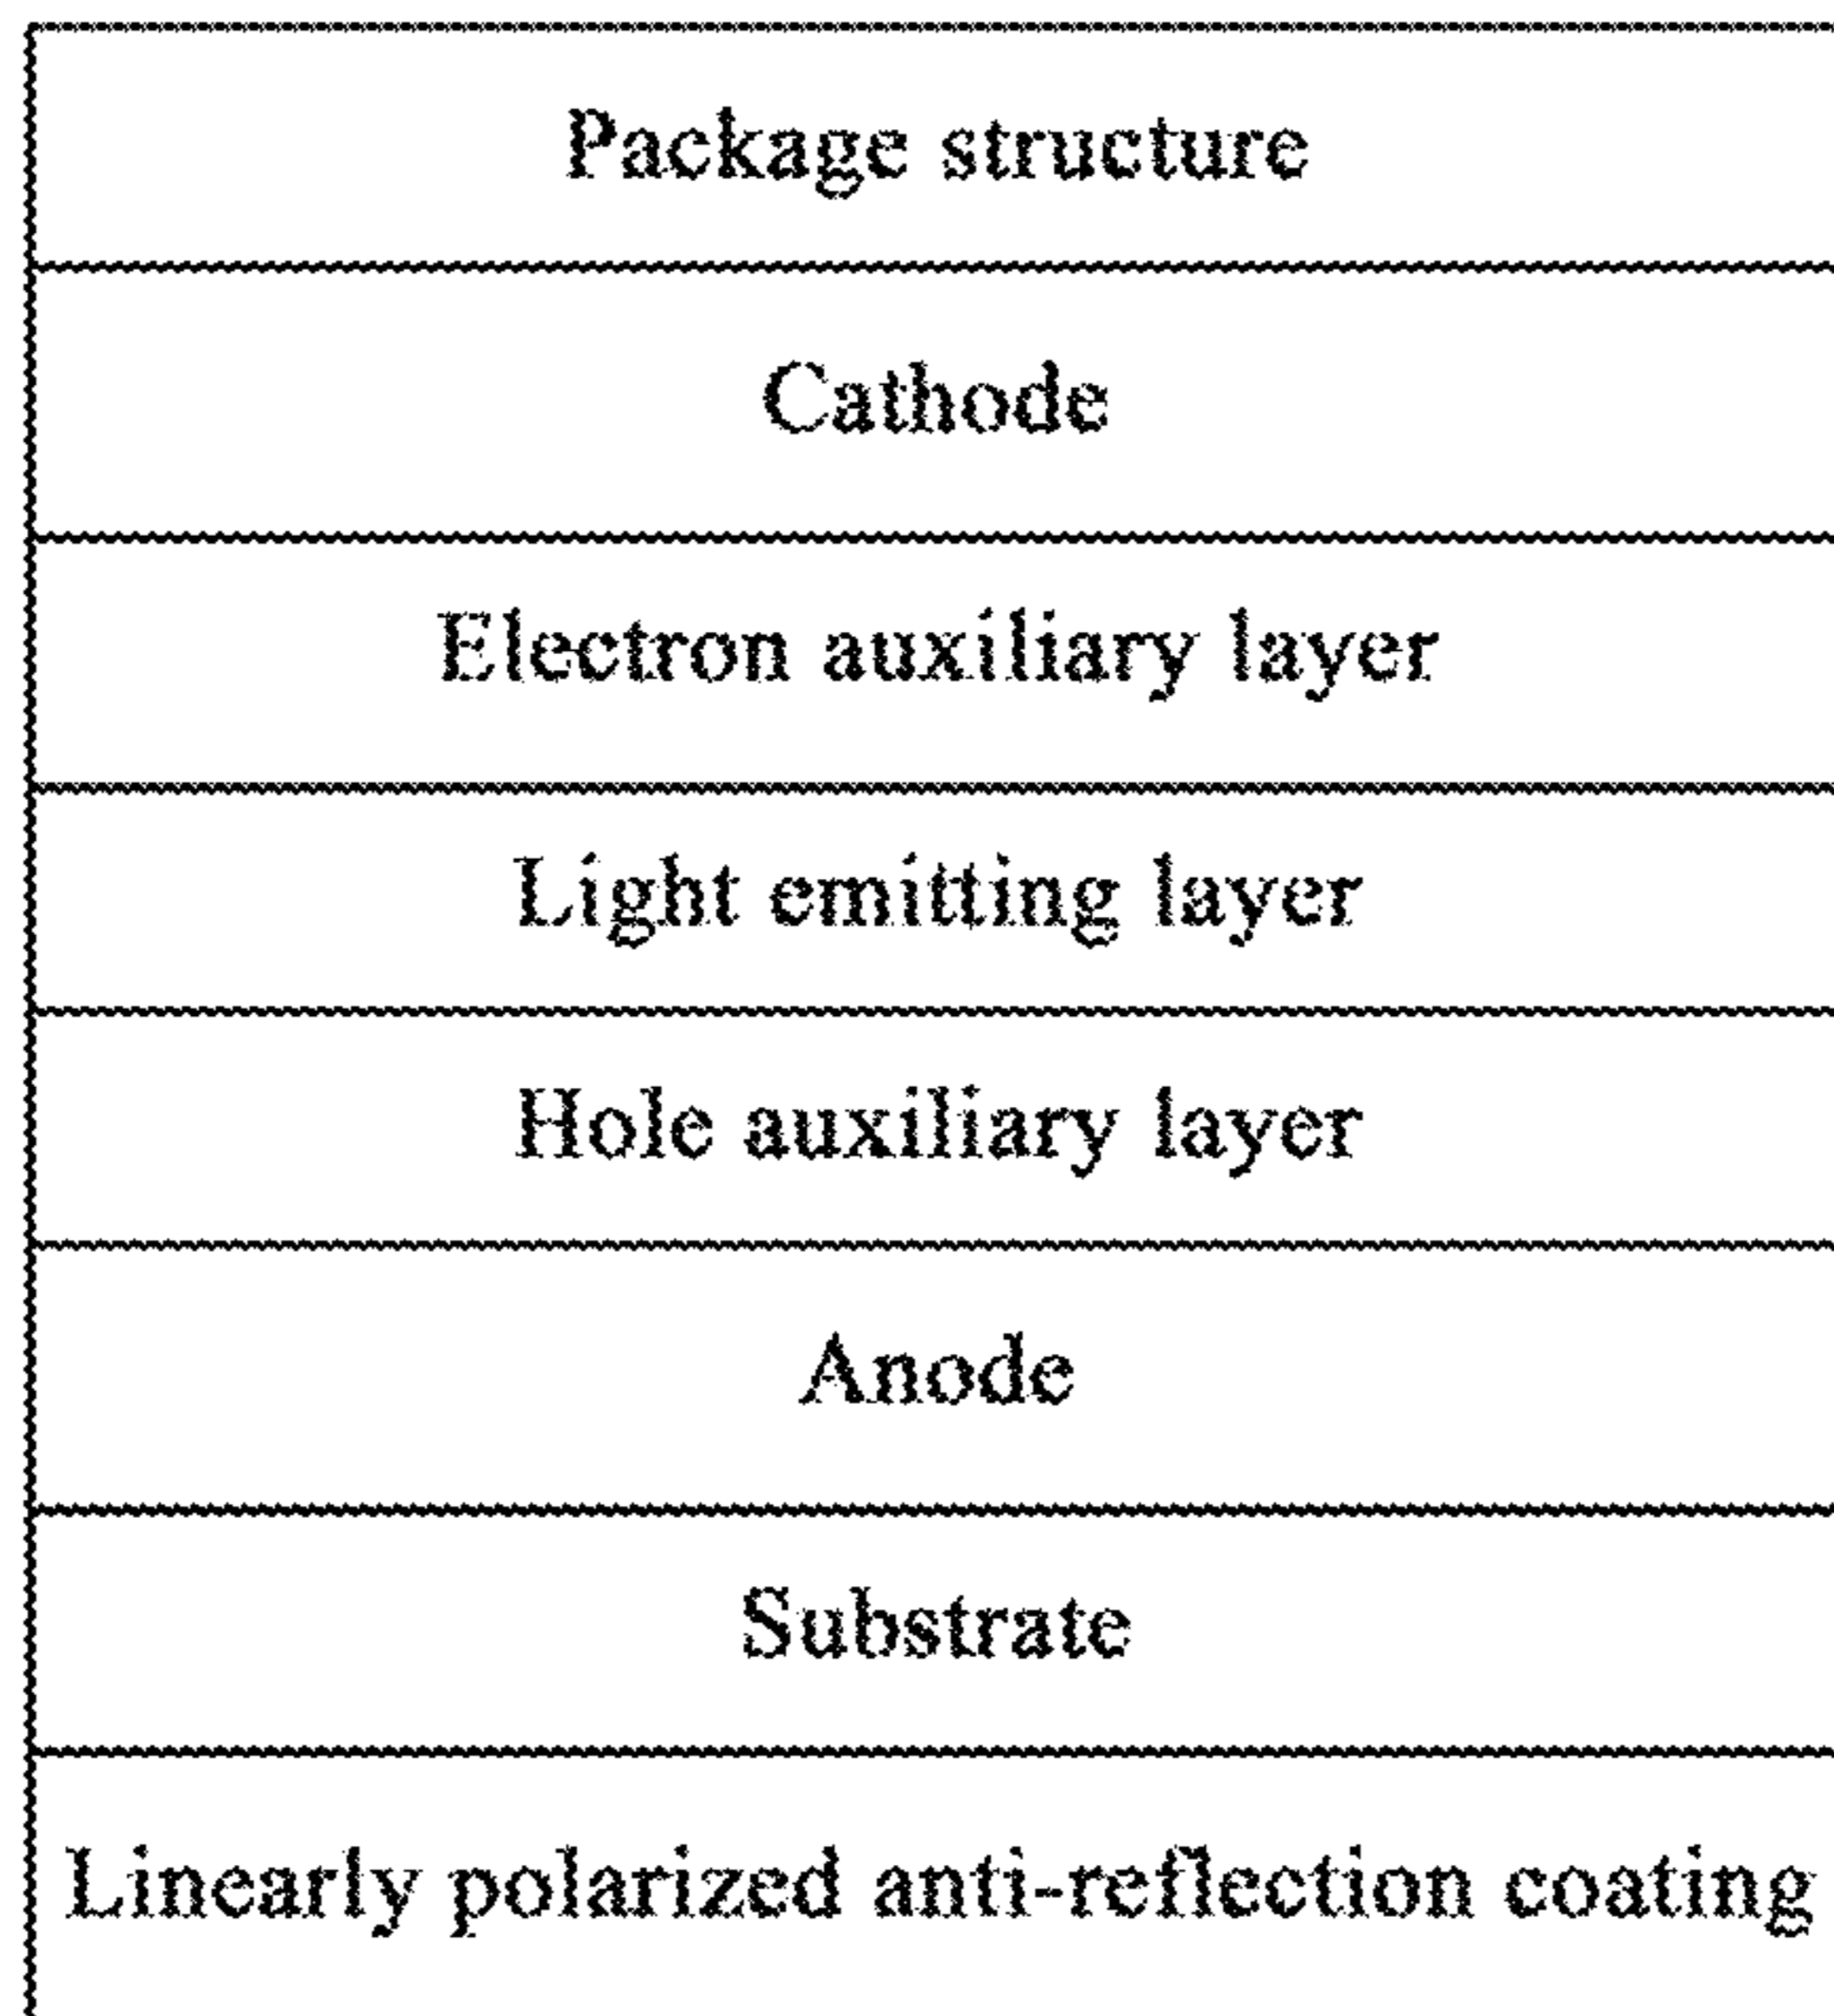 Package structure
Cathode
Electron auxiliary layer
Light emitting layer
Hole auxiliary layer
Anode
Substrate
Linearly polarized anti-reflection coating